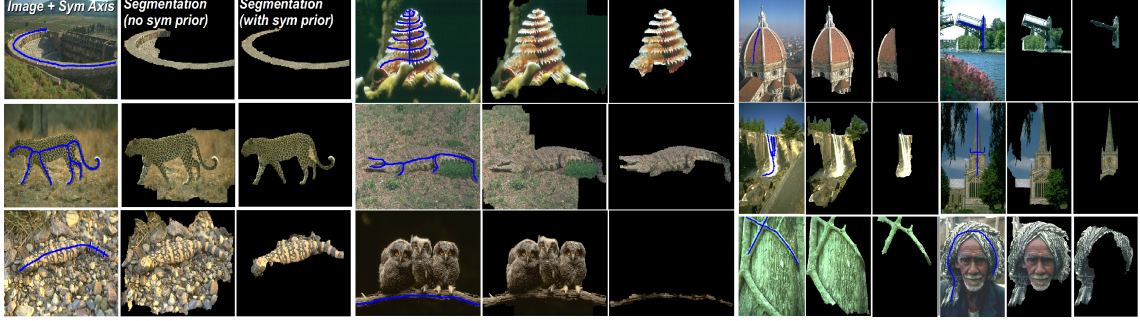 Image + Sym Axis
Segmentation
(no sym prior)
Segmentation
(with sym prior)